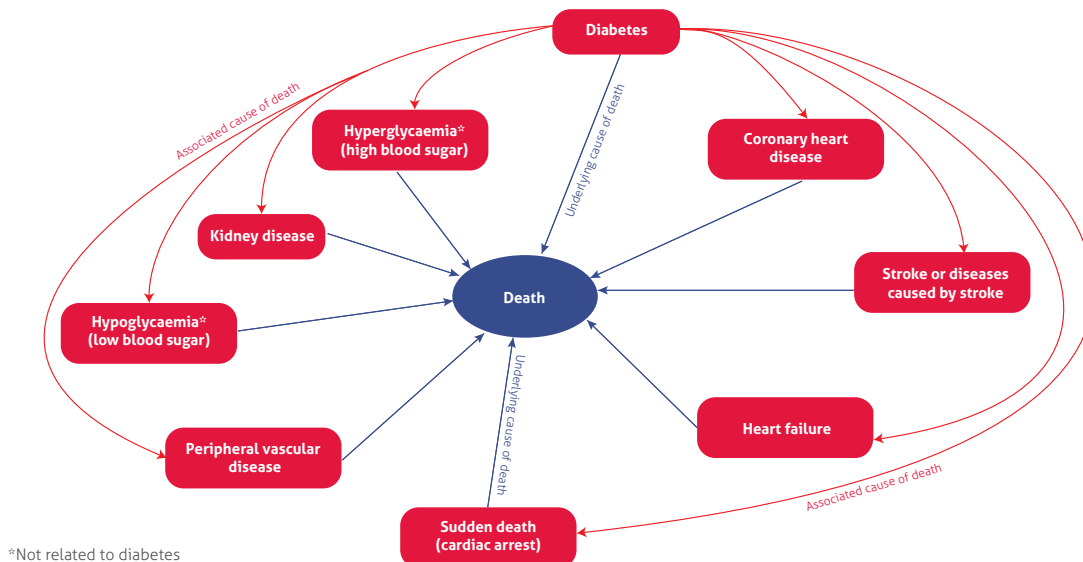 Diabetes
Associated cause of death
Underlying cause of death
Hyperglycaemia*
(high blood sugar)
Coronary heart
disease
Kidney disease
Stroke or diseases
caused by stroke
Death
Hypoglycaemia*
(low blood sugar)
Underlying cause of death
Heart failure
Peripheral vascular
disease
Associated cause of death
Sudden death
(cardiac arrest)
*Not related to diabetes